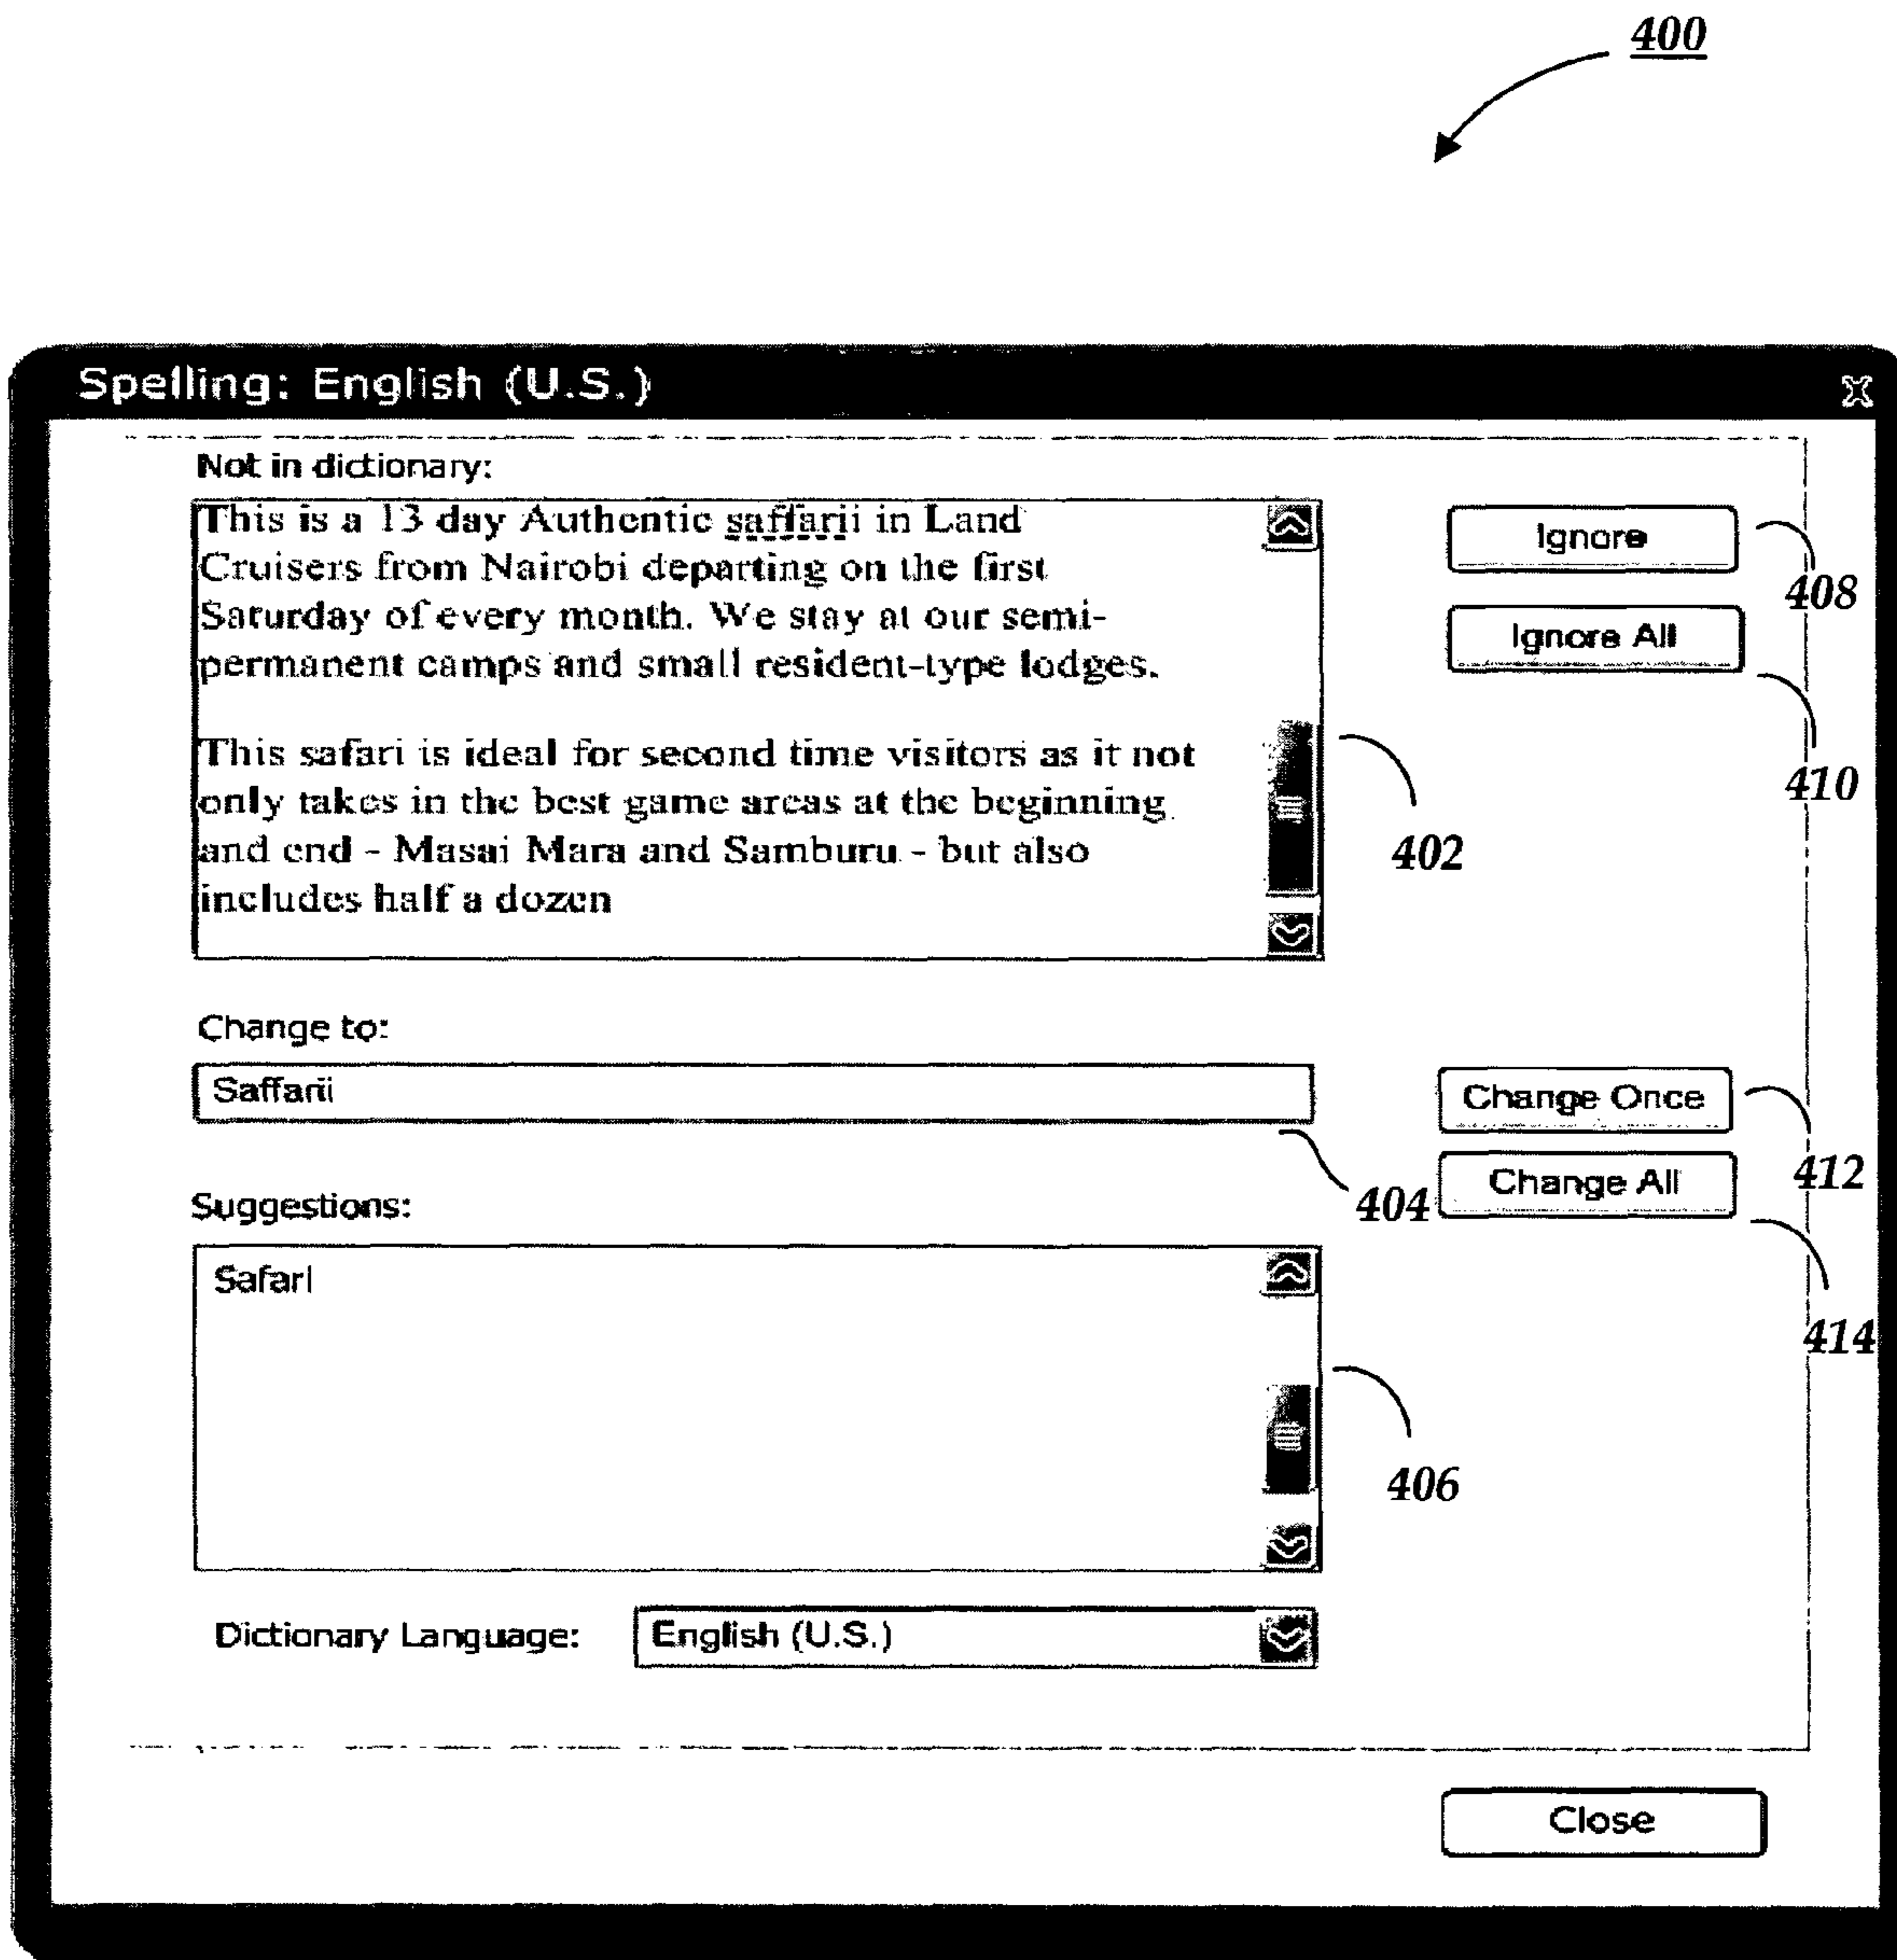 400
Spelling: English (U.S.)
Not in dictionary:
This is a 13 day Authentic saffarii in Land
Cruisers from Nairobi departing on the first
Saturday of every month. We stay at our semi-
permanent camps and small resident-type lodges.
This safari is ideal for second time visitors as it not
only takes in the best game areas at the beginning
and end - Masai Mara and Samburu - but also
includes half a dozen
402
Ignore
408
Ignore All
410
Change to:
Saffarii
404
Change Once
412
Change All
414
Suggestions:
Safari
406
Dictionary Language: English (U.S.)
Close